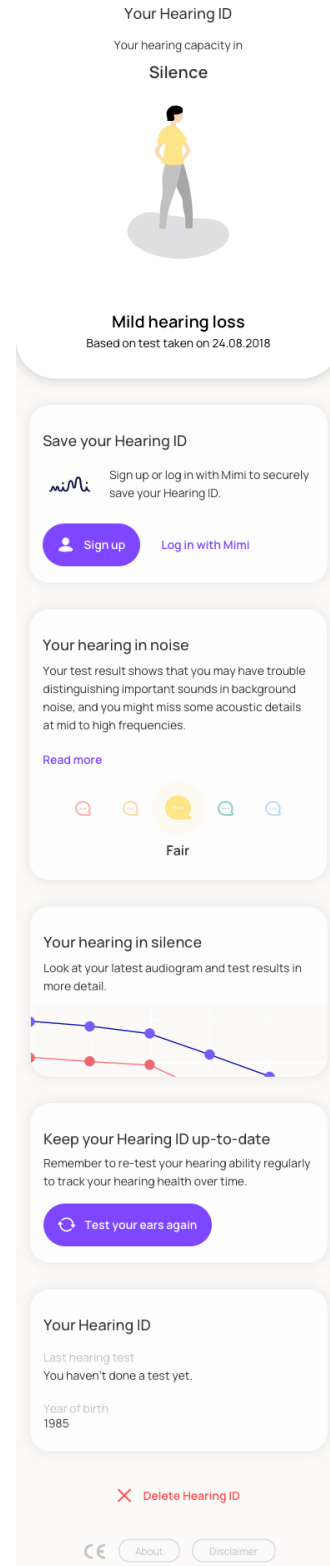 Your Hearing ID
Your hearing capacity in
Silence
Mild hearing loss
Based on test taken on 24.08.2018
Save your Hearing ID
mimi
Sign up or log in with Mimi to securely
save your Hearing ID.
Sign up
Log in with Mimi
Your hearing in noise
Your test result shows that you may have trouble
distinguishing important sounds in background
noise, and you might miss some acoustic details
at mid to high frequencies.
Read more
Fair
Your hearing in silence
Look at your latest audiogram and test results in
more detail.
Keep your Hearing ID up-to-date
Remember to re-test your hearing ability regularly
to track your hearing health over time.
Test your ears again
Your Hearing ID
Last hearing test
You haven't done a test yet.
Year of birth
1985
Delete Hearing ID
CE
About
Disclaimer